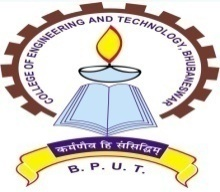 COLLEGE OF ENGINEERING AND TECHNOLOGY, BHUBANESWAR
कर्मणैव हि संसिद्धिम्
B. P. U. T.